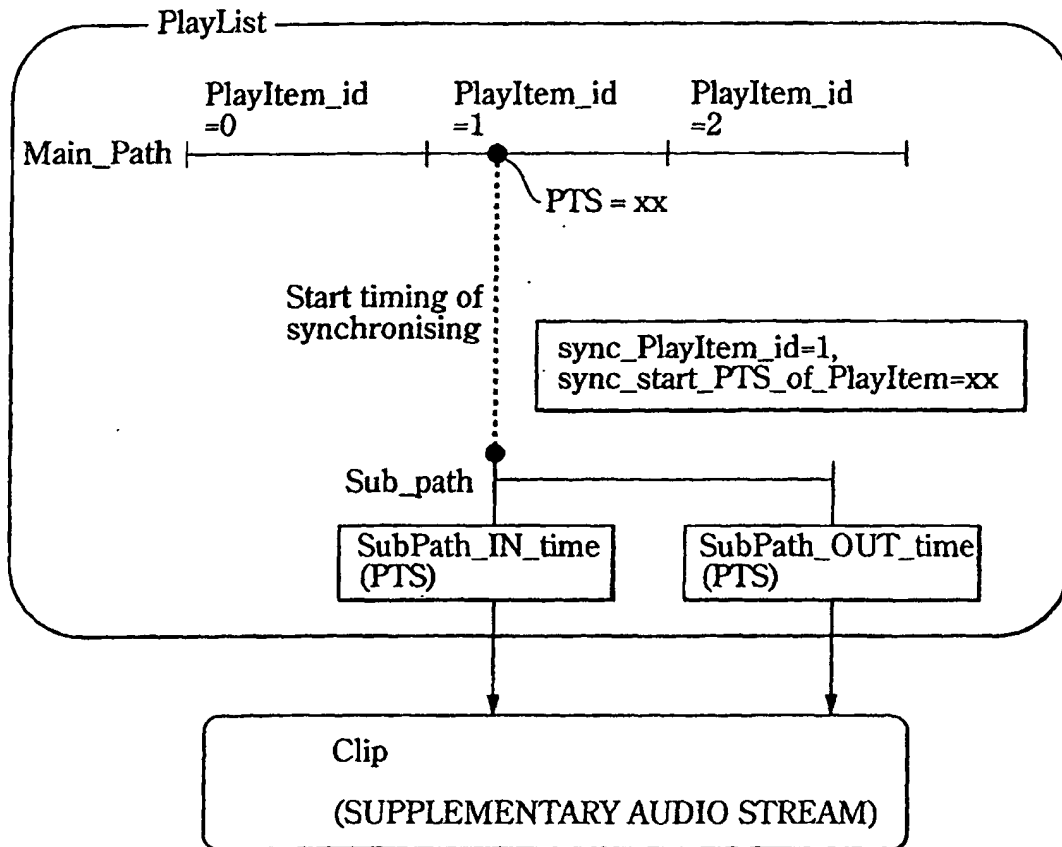 PlayList
PlayItem_id
=0
PlayItem_id
=1
PlayItem_id
=2
Main_Path
PTS = xx
Start timing of
synchronising
sync_PlayItem_id=1,
sync_start_PTS_of_PlayItem=xx
Sub_path
SubPath_IN_time
(PTS)
SubPath_OUT_time
(PTS)
Clip
(SUPPLEMENTARY AUDIO STREAM)